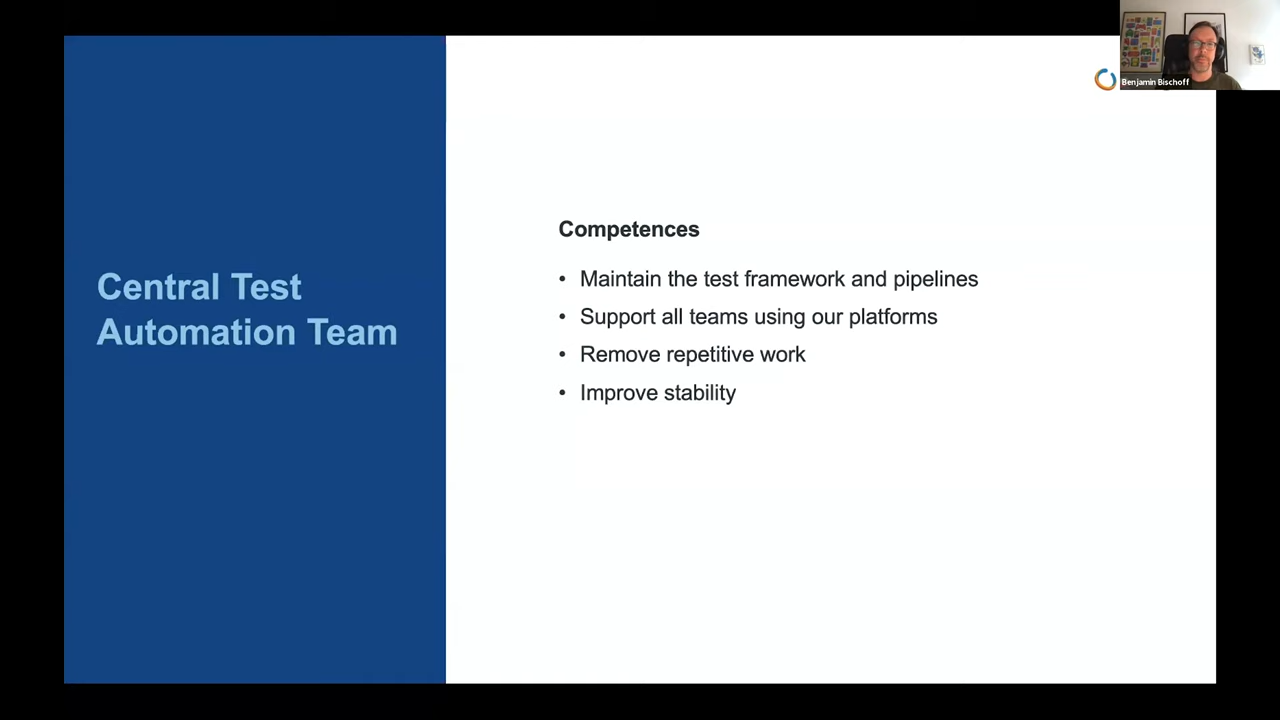 Benjamin Bischoff
Central Test
Automation Team
Competences
• Maintain the test framework and pipelines
• Support all teams using our platforms
• Remove repetitive work
• Improve stability